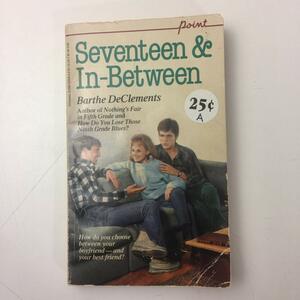 point
Seventeen &
In-Between
Barthe DeClements
Author of Nothing's Fair
in Fifth Grade and
How Do You Lose Those
Ninth Grade Blues?
25¢
A
How do you choose
between your
boyfriend—and
your best friend?